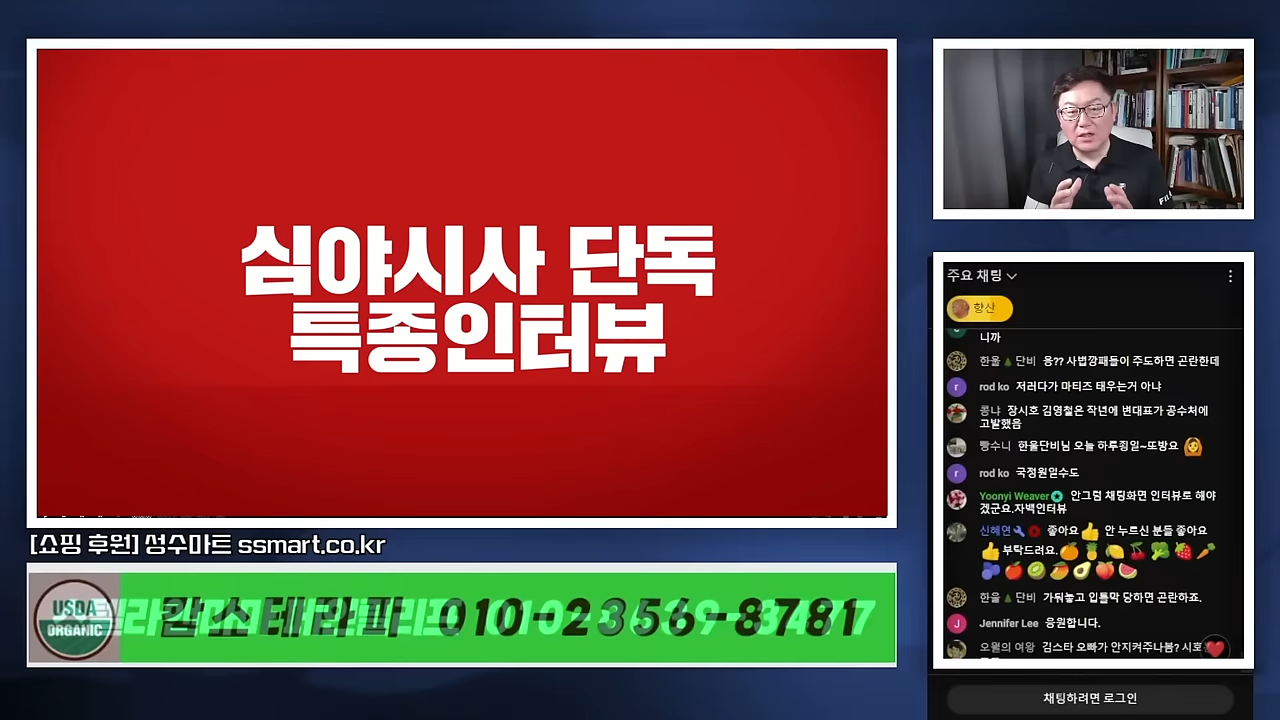 심야시사 단독
특종인터뷰
[쇼핑 후원] 성수마트 ssmart.co.kr
USDA
ORGANIC
칸스테라피 010-2356-8781
주요 채팅
항산
니까
한울🌲단비 응?? 사법깡패들이 주도하면 곤란한데
rod ko 저러다가 마티즈 태우는거 아냐
콩냐 장시호 김영철은 작년에 변대표가 공수처에
고발했음
빵수니 한울단비님 오늘 하루죙일~또방요 🙆
rod ko 국정원일수도
Yoonyi Weaver 안그럼 채팅화면 인터뷰로 해야
겠군요.자백인터뷰
신혜연🔧 좋아요👍 안 누르신 분들 좋아요
👍부탁드려요.🍊🍍🍋🍒🥦🍓🥕
🫐🍎🥝🥭🥑🍑🍉
한울🌲단비 가둬놓고 입틀막 당하면 곤란하죠.
J Jennifer Lee 응원합니다.
오월의 여왕 김스타 오빠가 안지켜주나봄? 시호
채팅하려면 로그인